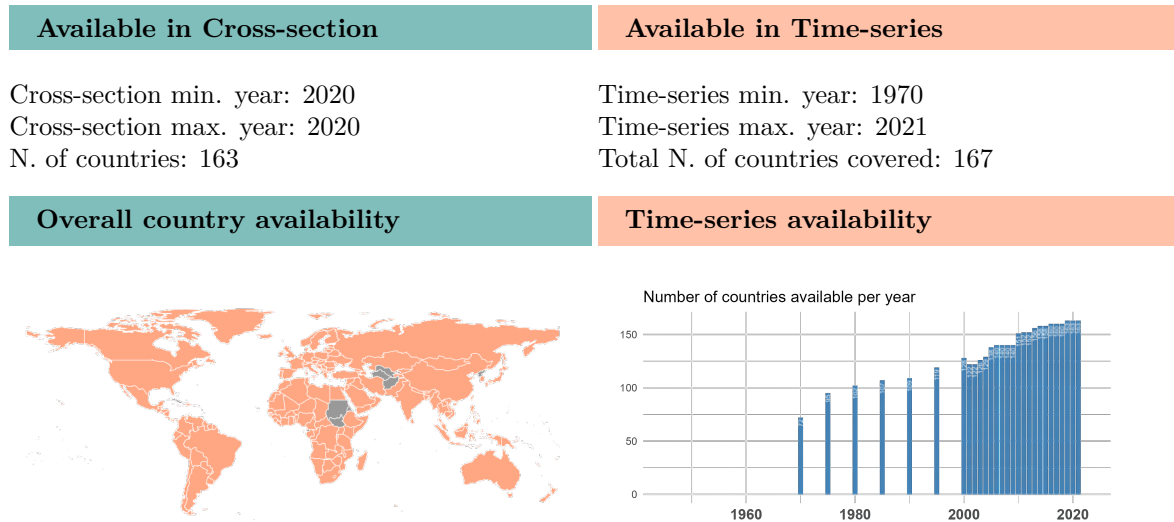 Available in Cross-section
Available in Time-series
Cross-section min. year: 2020
Cross-section max. year: 2020
N. of countries: 163
Time-series min. year: 1970
Time-series max. year: 2021
Total N. of countries covered: 167
Overall country availability
Time-series availability
Number of countries available per year
150
100
50
0
1960
1980
2000
2020